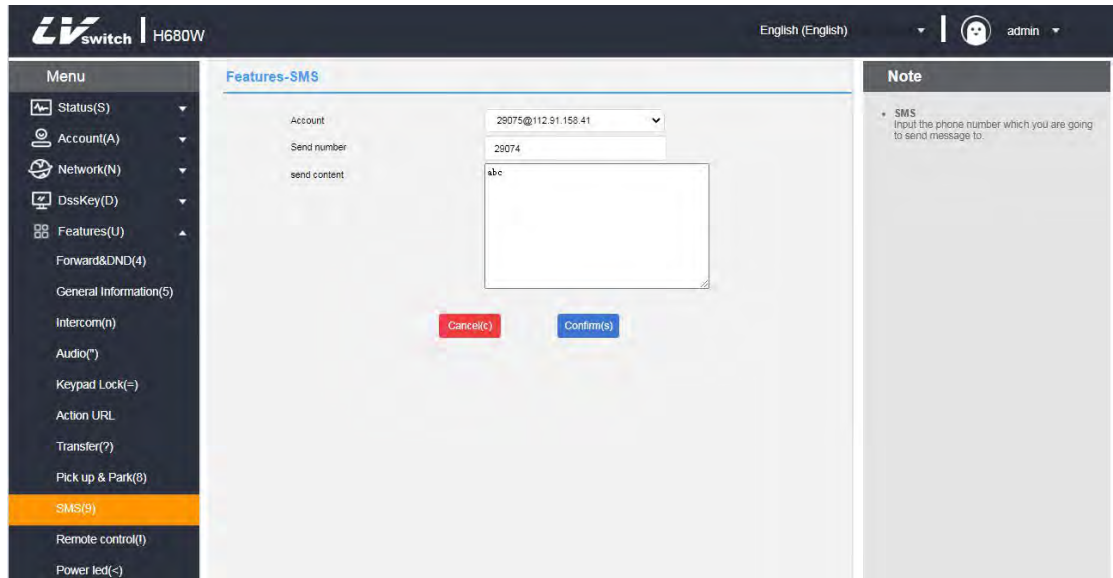 LV switch H680W
English (English)
admin
Menu
Status(S)
Account(A)
Network(N)
DssKey(D)
Features(U)
Forward&DND(4)
General Information(5)
Intercom(n)
Audio(")
Keypad Lock(=)
Action URL
Transfer(?)
Pick up & Park(8)
SMS(9)
Remote control(!)
Power led(<)
Features-SMS
Account 29075@112.91.158.41
Send number 29074
send content abc
Cancel(c) Confirm(s)
Note
SMS
Input the phone number which you are going
to send message to.